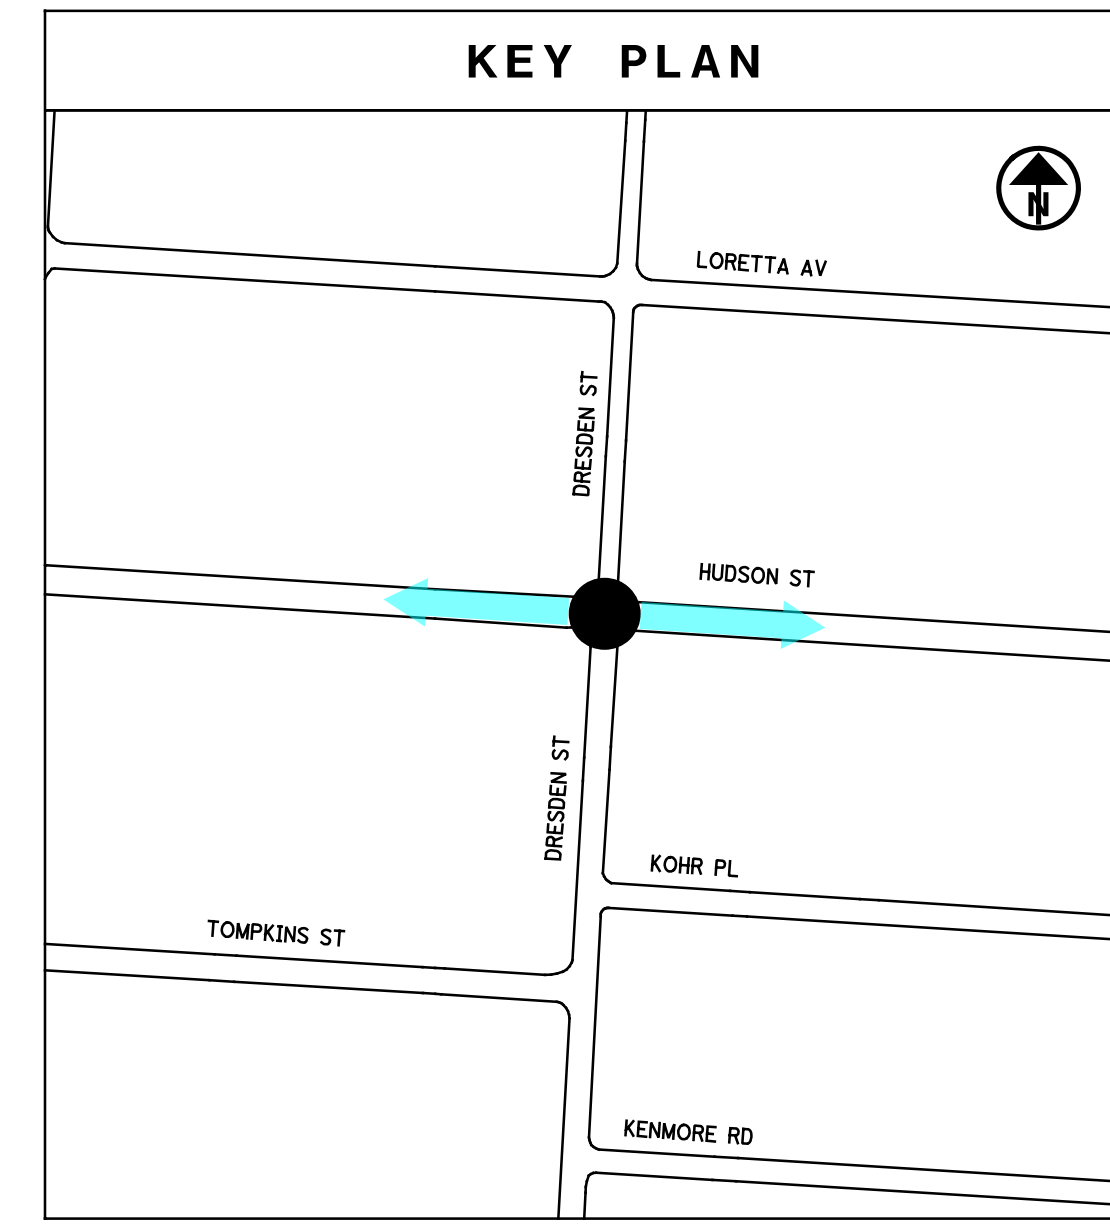 KEY PLAN
N
LORETTA AV
DRESDEN ST
HUDSON ST
DRESDEN ST
KOHR PL
TOMPKINS ST
KENMORE RD